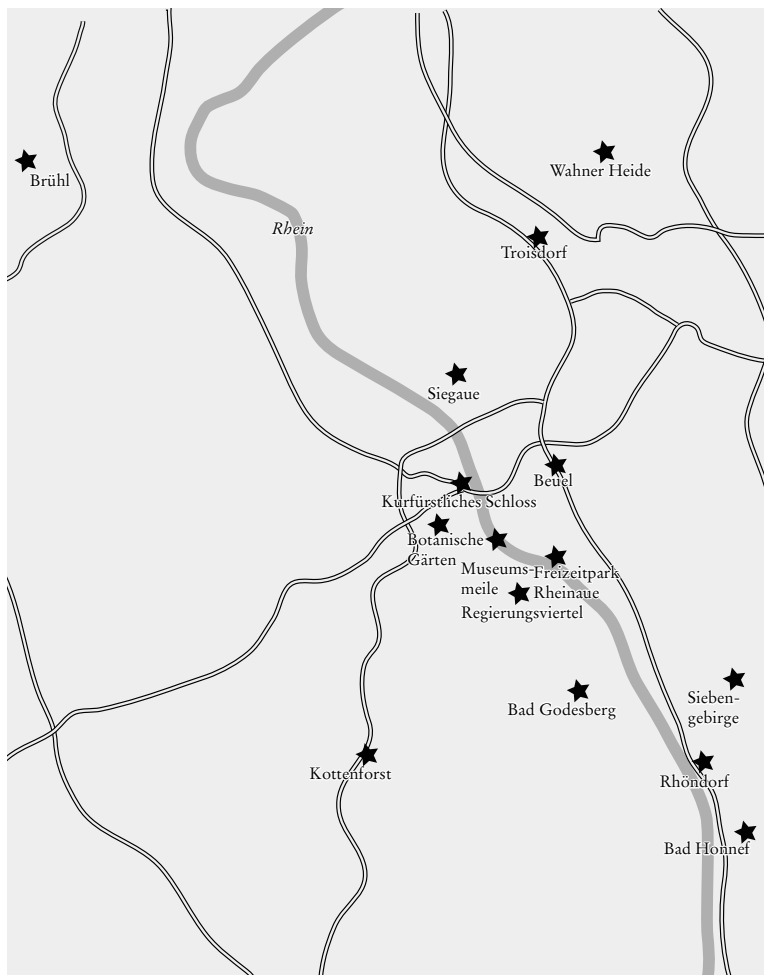 Wahner Heide
Brühl
Rhein
Troisdorf
Siegaue
Beuel
Kurfürstliches Schloss
Botanische
Gärten
Museums-
meile
Freizeitpark
Rheinaue
Regierungsviertel
Bad Godesberg
Sieben-
gebirge
Kottenforst
Rhöndorf
Bad Honnef